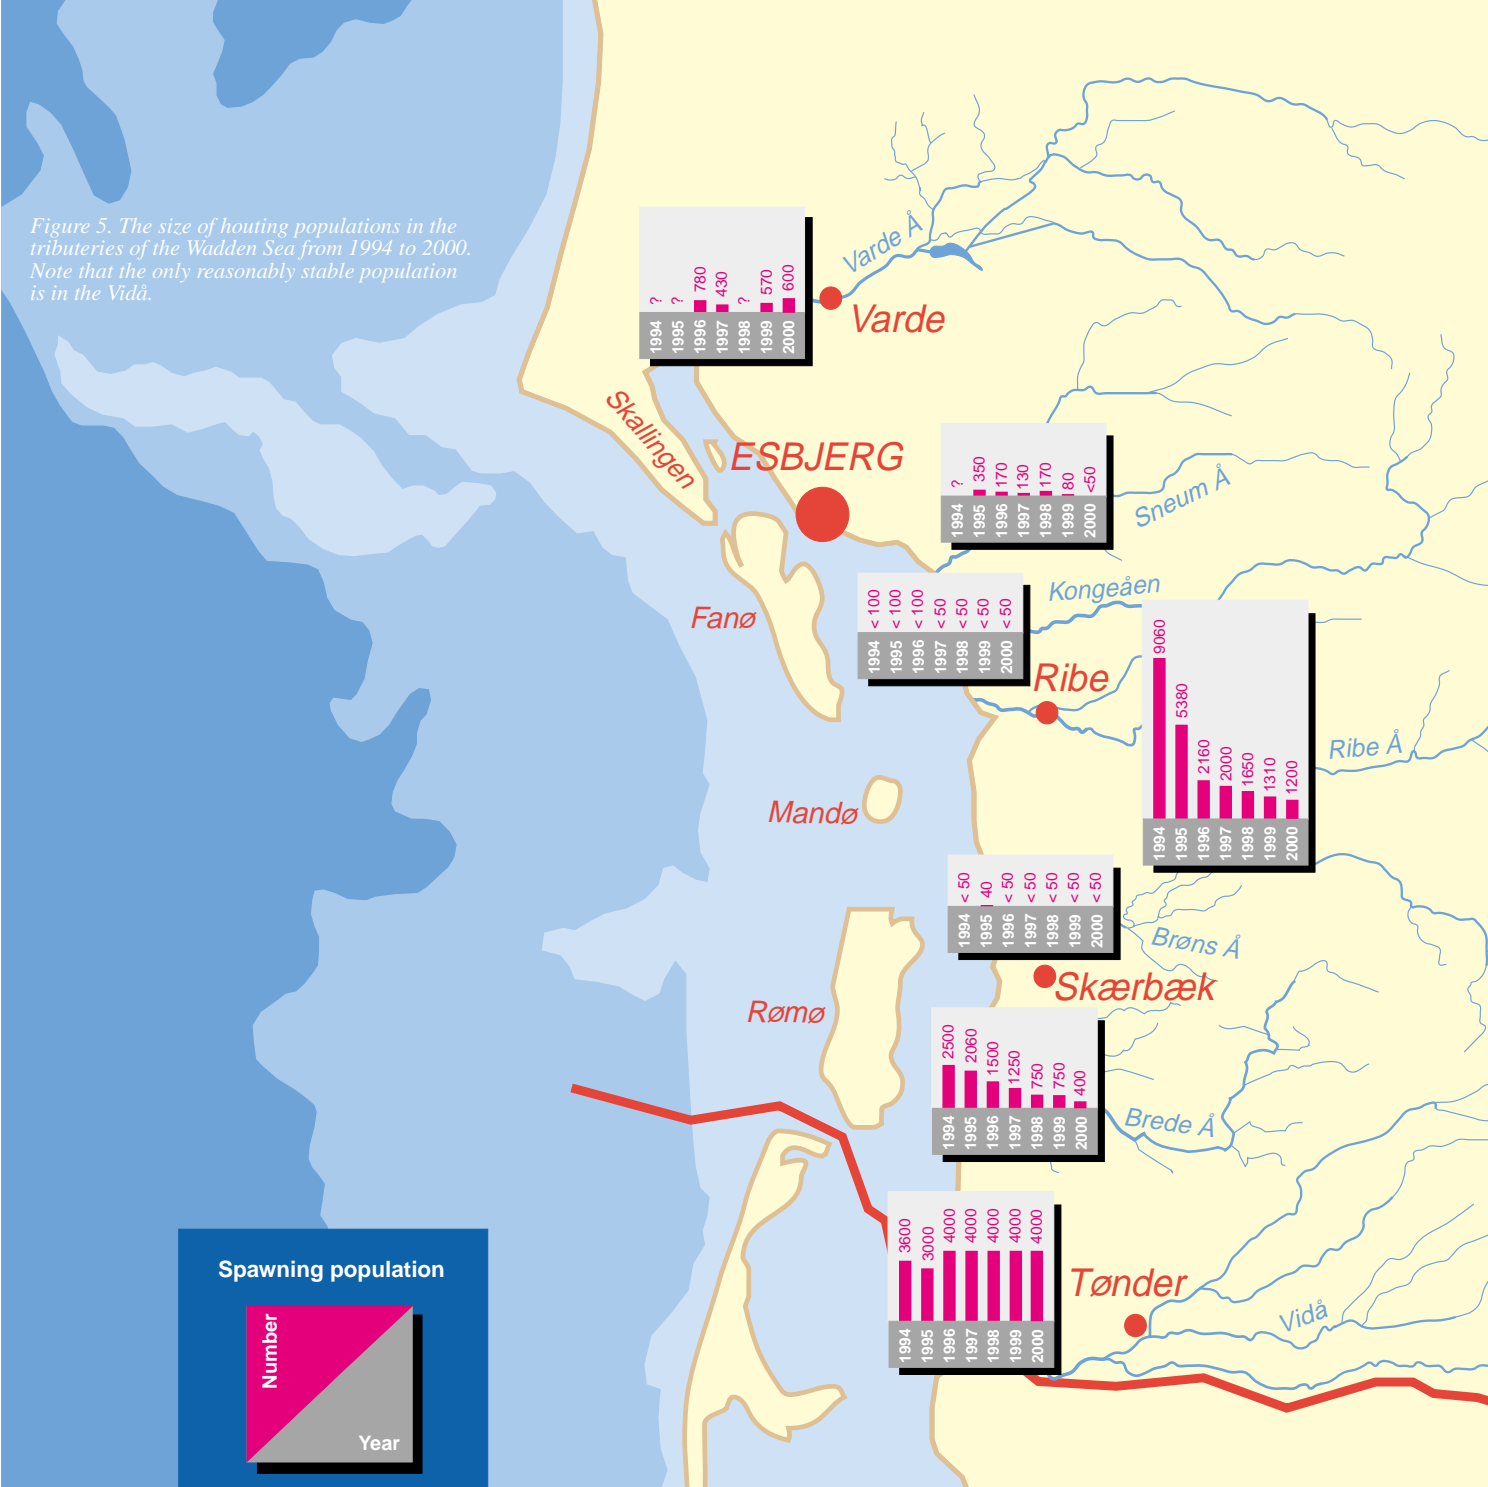 Figure 5. The size of houting populations in the
tributeries of the Wadden Sea from 1994 to 2000.
Note that the only reasonably stable population
is in the Vidå.
? ? 780 430 ? 570 600
1994 1995 1996 1997 1998 1999 2000
Varde Å
Varde
Skallingen
ESBJERG
? 350 170 130 170 80 <50
1994 1995 1996 1997 1998 1999 2000
Sneum Å
Fanø
< 100 < 100 < 100 < 50 < 50 < 50 < 50
1994 1995 1996 1997 1998 1999 2000
Kongeåen
Ribe
9060 5380 2160 2000 1650 1310 1200
1994 1995 1996 1997 1998 1999 2000
Ribe Å
Mandø
< 50 40 < 50 < 50 < 50 < 50 < 50
1994 1995 1996 1997 1998 1999 2000
Brøns Å
Skærbæk
Rømø
2500 2060 1500 1250 750 750 400
1994 1995 1996 1997 1998 1999 2000
Brede Å
3600 3000 4000 4000 4000 4000 4000
1994 1995 1996 1997 1998 1999 2000
Tønder
Vidå
Spawning population
Number
Year